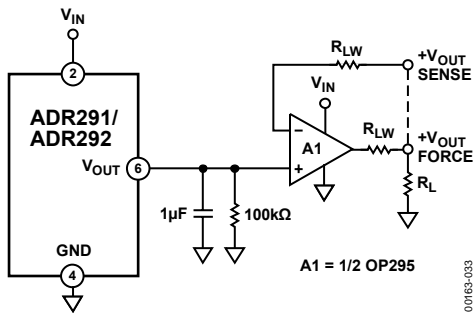 VIN
2
ADR291/
ADR292
VOUT
6
GND
4
1µF
100kΩ
RLW
+VOUT
SENSE
VIN
−
A1
+
RLW
+VOUT
FORCE
RL
A1 = 1/2 OP295
00163-033